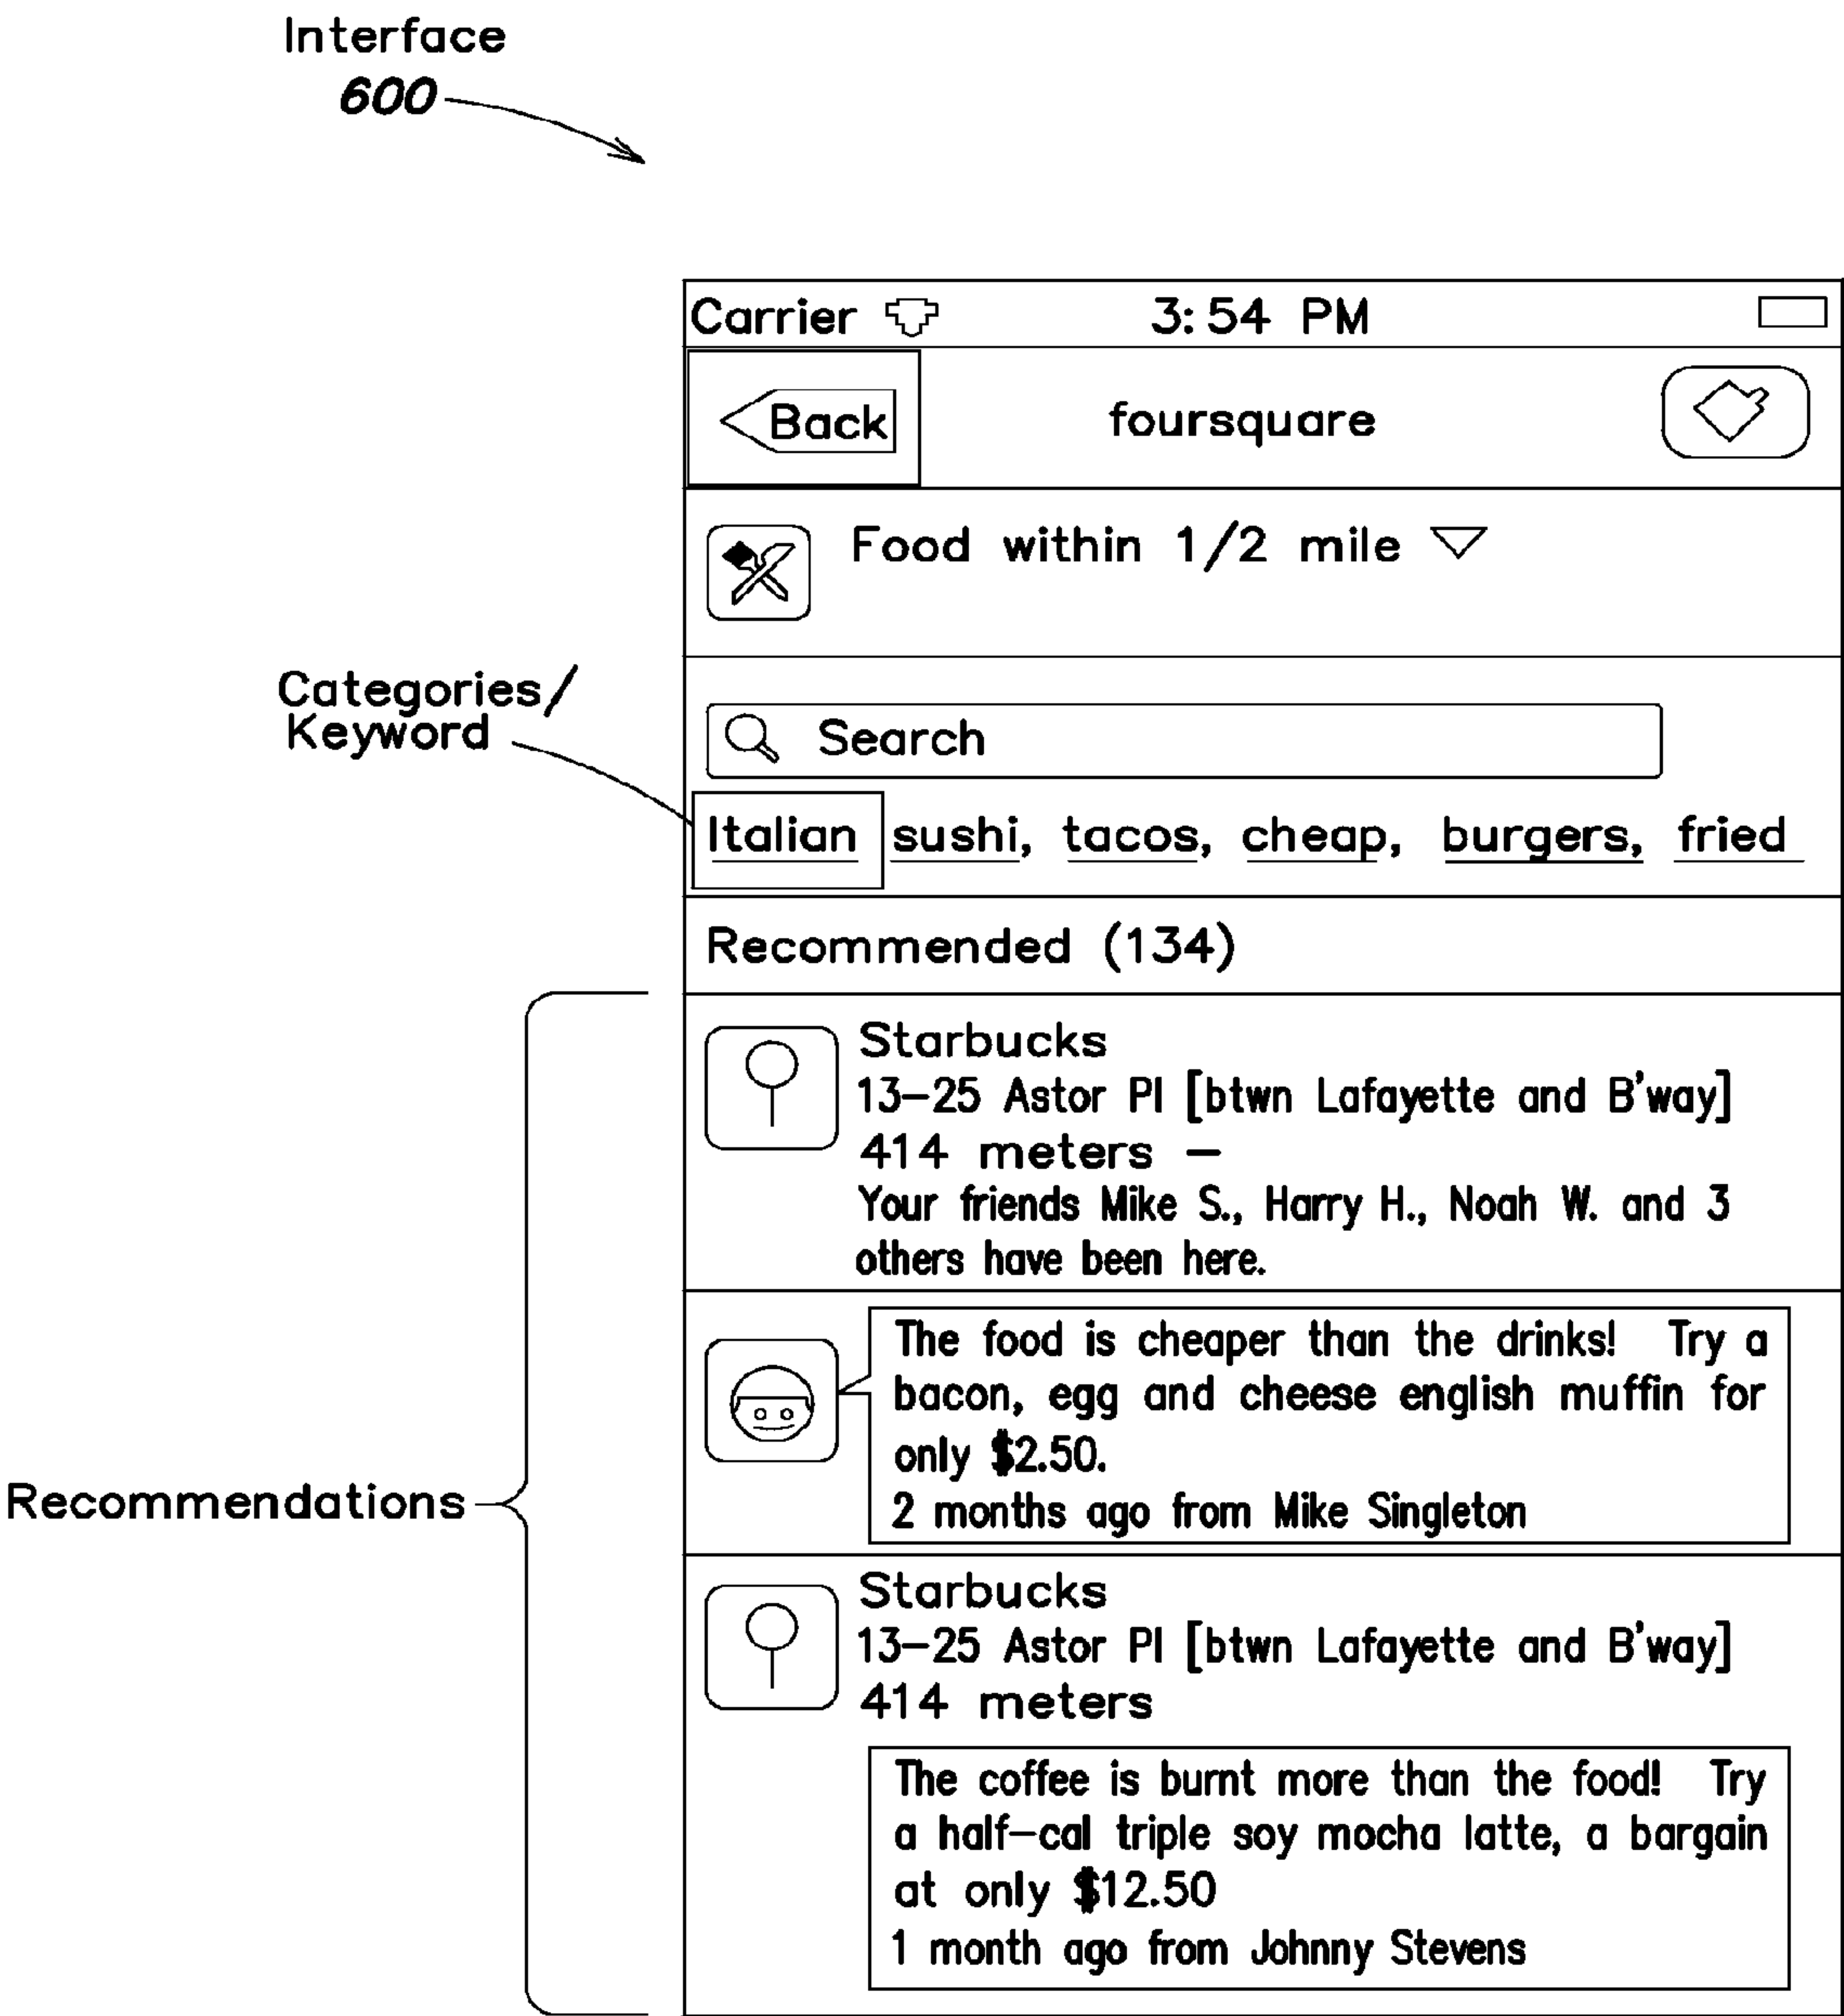 Interface
600
Carrier 3:54 PM
Back foursquare
Food within 1/2 mile
Categories/
Keyword
Search
Italian sushi, tacos, cheap, burgers, fried
Recommended (134)
Recommendations
Starbucks
13-25 Astor Pl [btwn Lafayette and B'way]
414 meters -
Your friends Mike S., Harry H., Noah W. and 3
others have been here.
The food is cheaper than the drinks! Try a
bacon, egg and cheese english muffin for
only $2.50.
2 months ago from Mike Singleton
Starbucks
13-25 Astor Pl [btwn Lafayette and B'way]
414 meters
The coffee is burnt more than the food! Try
a half-cal triple soy mocha latte, a bargain
at only $12.50
1 month ago from Johnny Stevens